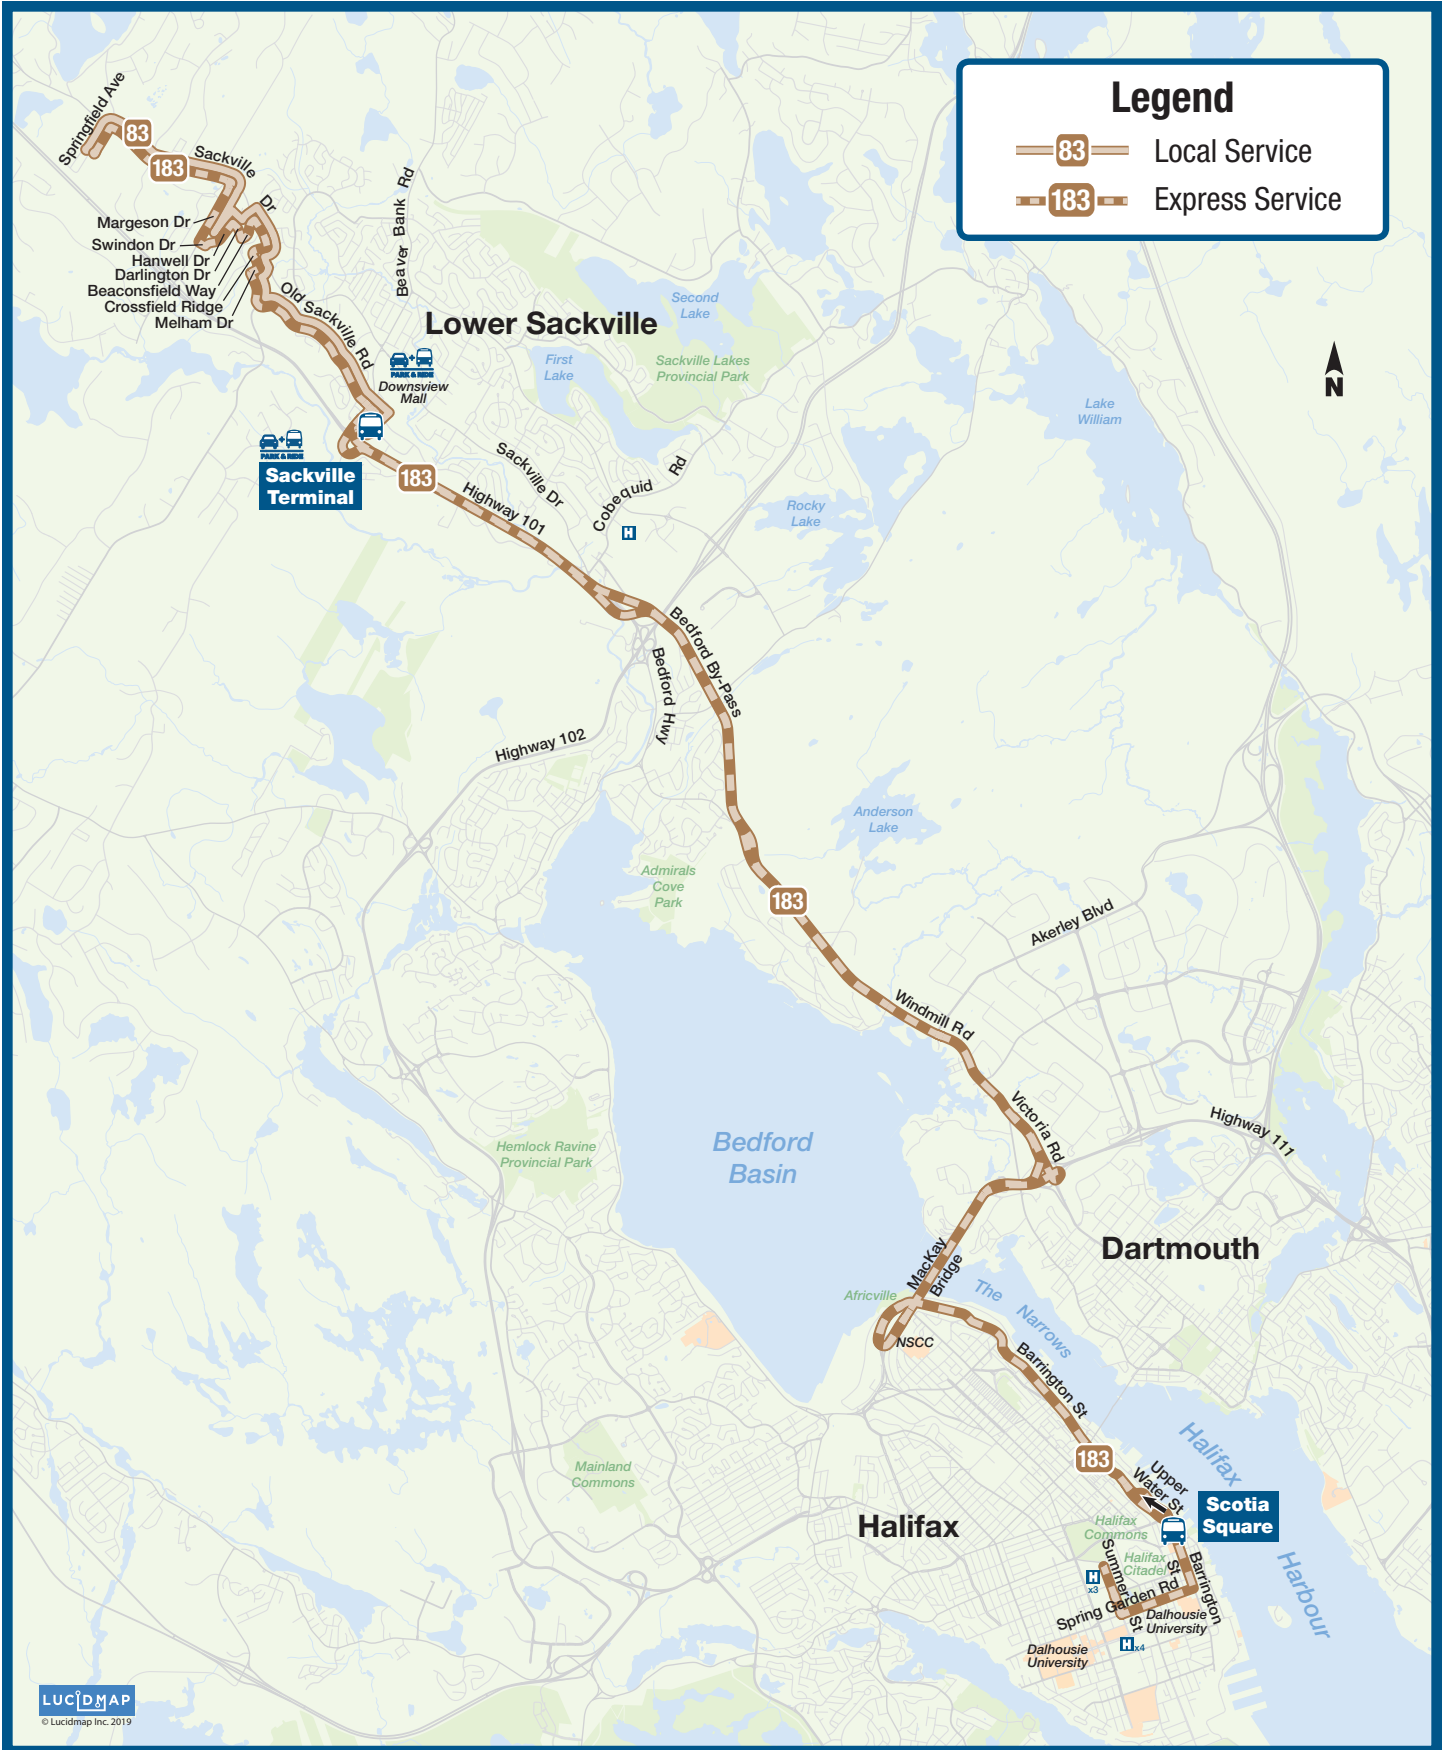 Legend
83 Local Service
183 Express Service
Springfield Ave
83
183
Sackville
Dr
Margeson Dr
Swindon Dr
Hanwell Dr
Darlington Dr
Beaconsfield Way
Crossfield Ridge
Melham Dr
Old Sackville Rd
Beaver Bank Rd
Lower Sackville
Second
Lake
First
Lake
Sackville Lakes
Provincial Park
PARK & RIDE
Downsview
Mall
N
Lake
William
PARK & RIDE
Sackville
Terminal
183
Highway 101
Sackville Dr
Cobequid Rd
H
Rocky
Lake
Bedford By-Pass
Bedford Hwy
Highway 102
Anderson
Lake
Admirals
Cove
Park
183
Akerley Blvd
Windmill Rd
Victoria Rd
Highway 111
Hemlock Ravine
Provincial Park
Bedford
Basin
Dartmouth
MacKay
Bridge
Africville
The Narrows
NSCC
Barrington St
Mainland
Commons
183
Upper
Water St
Halifax
Harbour
Scotia
Square
Halifax
Halifax
Commons
Halifax
Citadel
Summer St
H
x3
Barrington
St
Spring Garden Rd
Dalhousie
University
H x4
Dalhousie
University
LUCIDMAP
© Lucidmap Inc. 2019